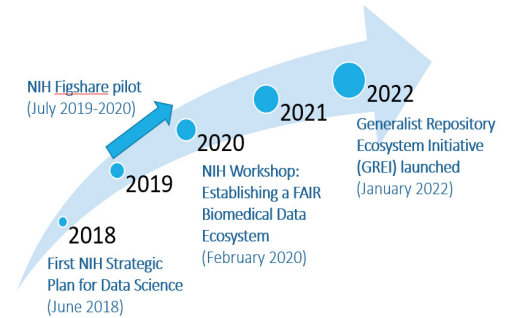 NIH Figshare pilot
(July 2019-2020)
2018
First NIH Strategic
Plan for Data Science
(June 2018)
2019
2020
NIH Workshop:
Establishing a FAIR
Biomedical Data
Ecosystem
(February 2020)
2021
2022
Generalist Repository
Ecosystem Initiative
(GREI) launched
(January 2022)